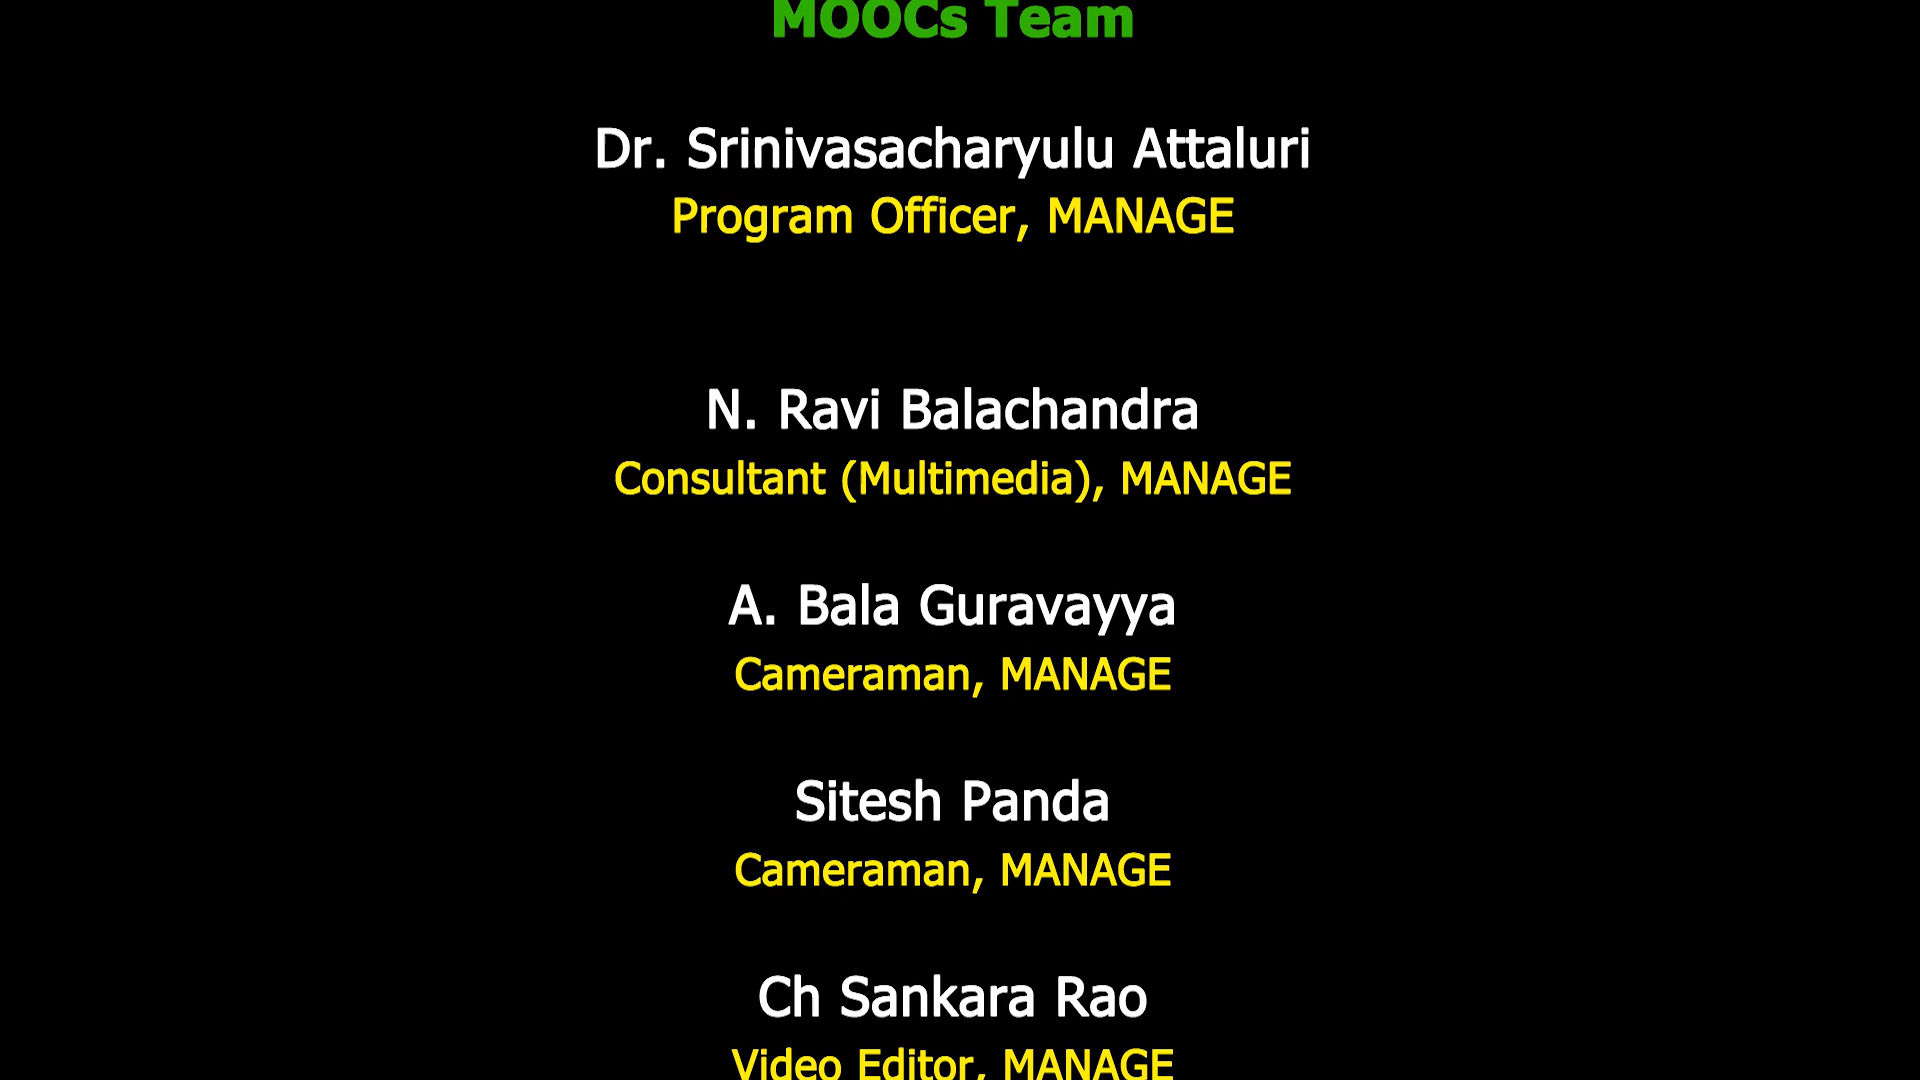 MOOCs Team
Dr. Srinivasacharyulu Attaluri
Program Officer, MANAGE
N. Ravi Balachandra
Consultant (Multimedia), MANAGE
A. Bala Guravayya
Cameraman, MANAGE
Sitesh Panda
Cameraman, MANAGE
Ch Sankara Rao
Video Editor, MANAGE